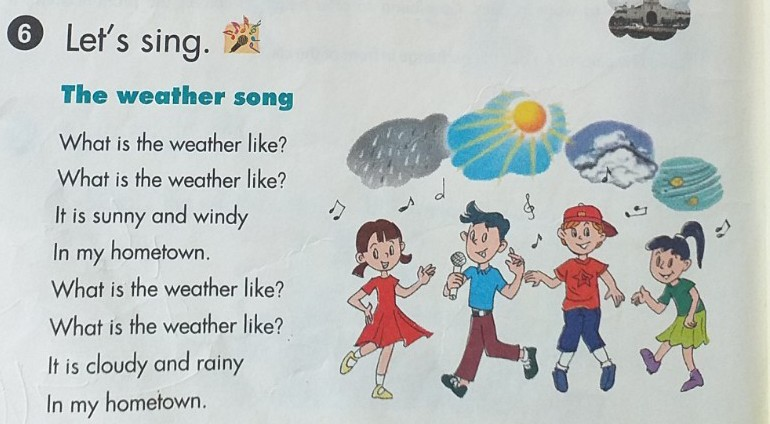 6 Let's sing.
The weather song
What is the weather like?
What is the weather like?
It is sunny and windy
In my hometown.
What is the weather like?
What is the weather like?
It is cloudy and rainy
In my hometown.